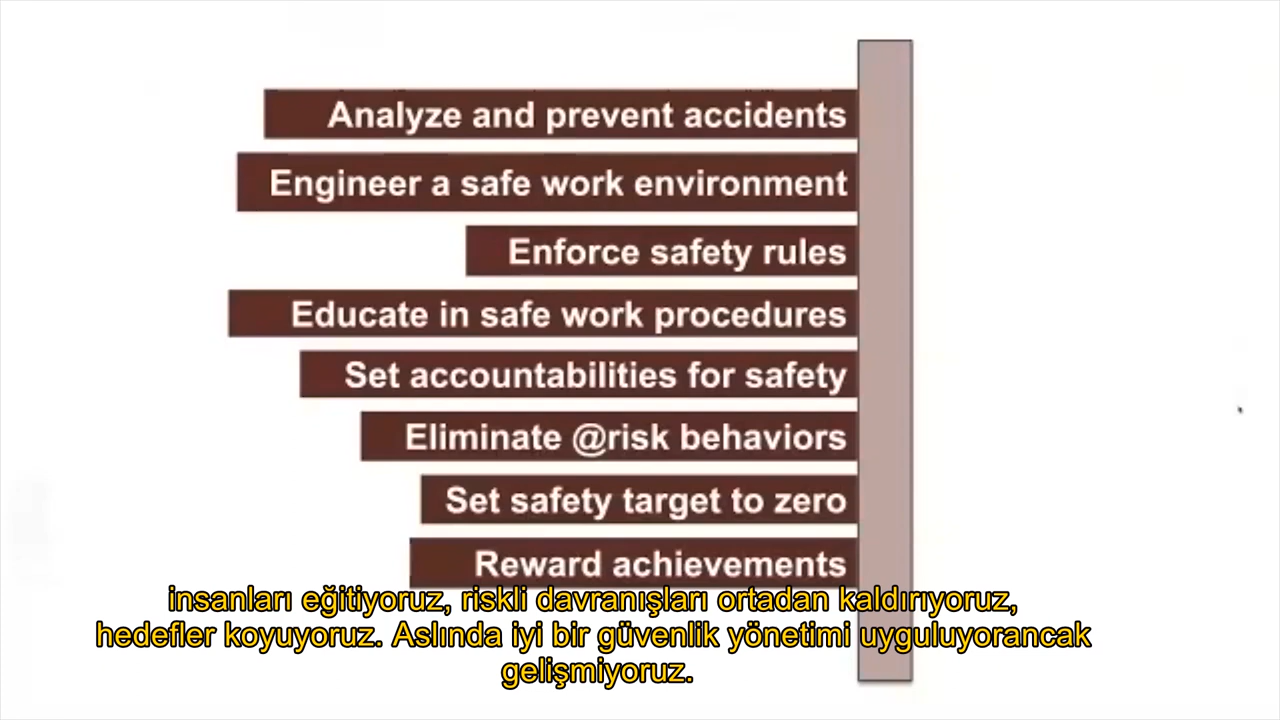 Analyze and prevent accidents
Engineer a safe work environment
Enforce safety rules
Educate in safe work procedures
Set accountabilities for safety
Eliminate @risk behaviors
Set safety target to zero
Reward achievements
insanları eğitiyoruz, riskli davranışları ortadan kaldırıyoruz,
hedefler koyuyoruz. Aslında iyi bir güvenlik yönetimi uyguluyorancak
gelişmiyoruz.